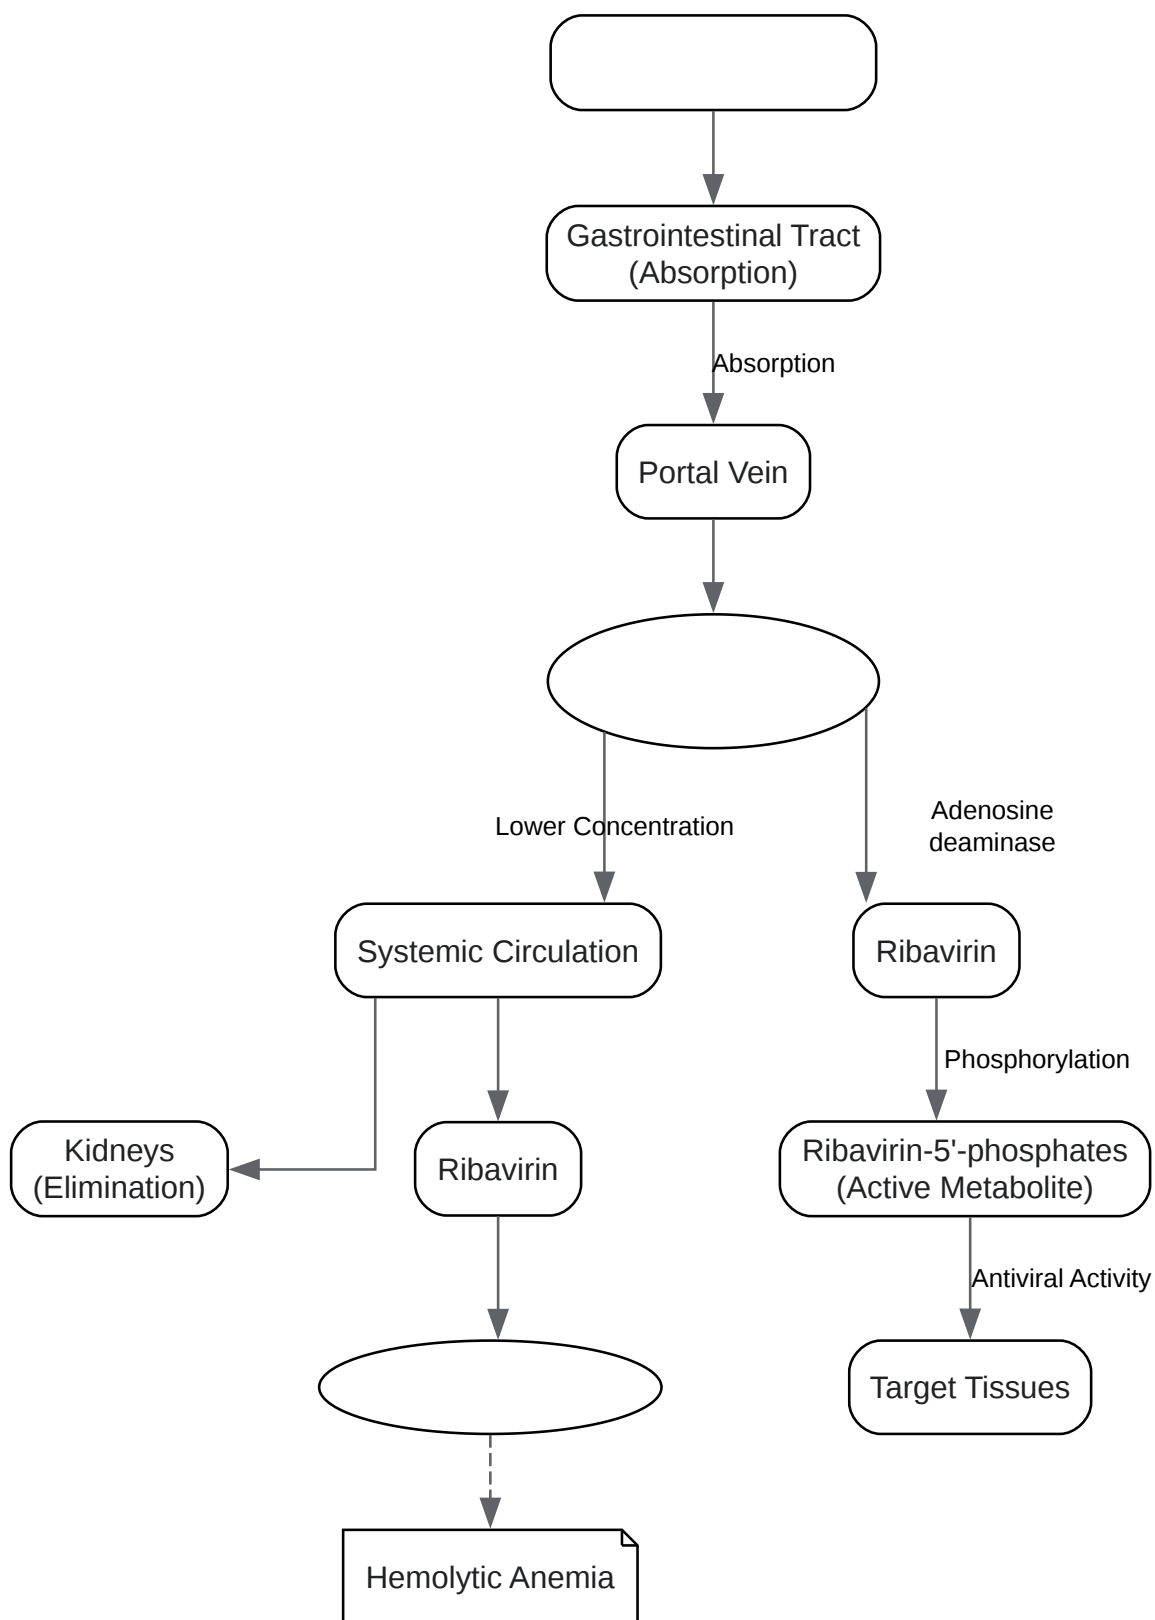 Gastrointestinal Tract
(Absorption)
Absorption
Portal Vein
Lower Concentration
Adenosine
deaminase
Systemic Circulation
Ribavirin
Phosphorylation
Kidneys
(Elimination)
Ribavirin
Ribavirin-5'-phosphates
(Active Metabolite)
Antiviral Activity
Target Tissues
Hemolytic Anemia